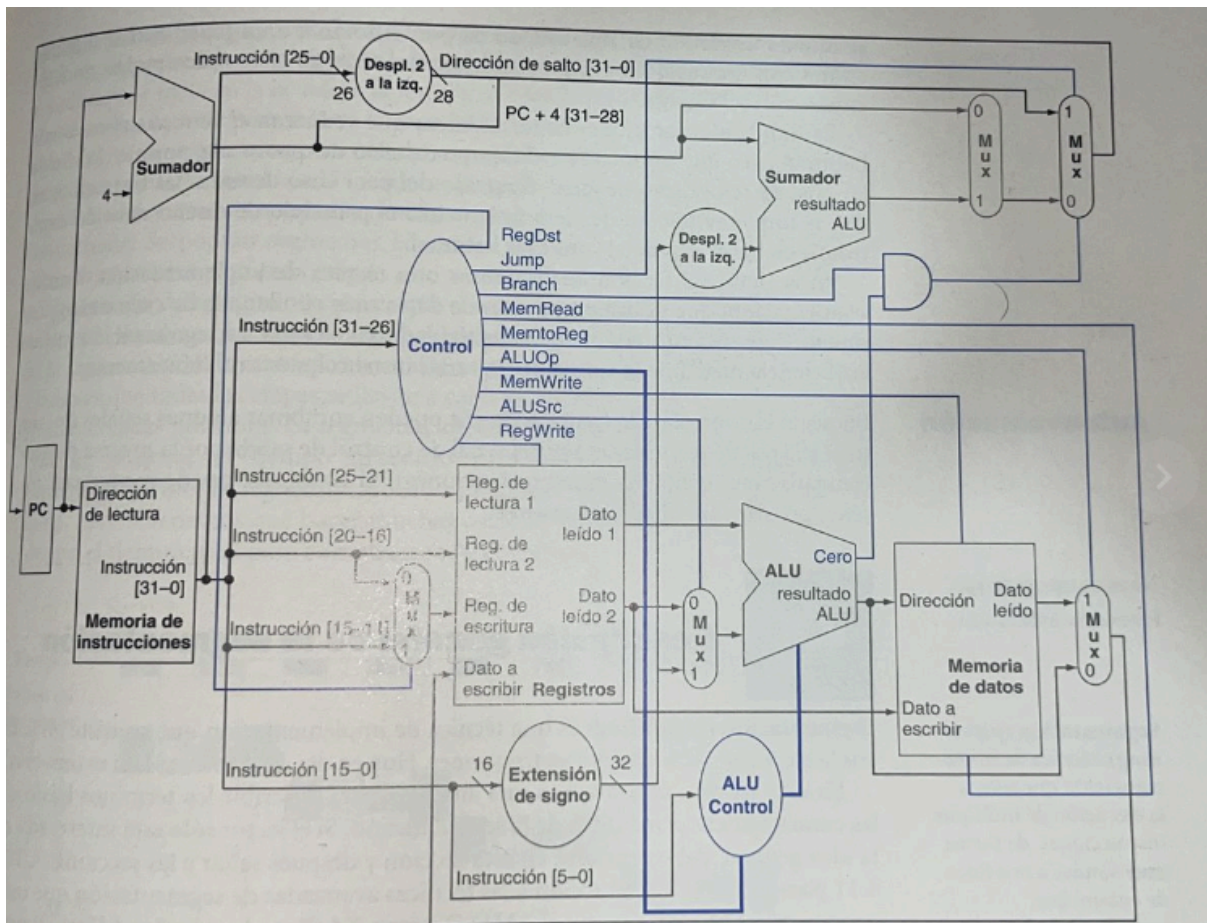 Instrucción [25–0]
Despl. 2
a la izq.
Dirección de salto [31–0]
26
28
PC + 4 [31–28]
Sumador
4
0
M
u
x
1
1
M
u
x
0
Sumador
resultado
ALU
Despl. 2
a la izq.
RegDst
Jump
Branch
MemRead
MemtoReg
ALUOp
MemWrite
ALUSrc
RegWrite
Instrucción [31–26]
Control
PC
Dirección
de lectura
Instrucción
[31–0]
Memoria de
instrucciones
Instrucción [25–21]
Instrucción [20–16]
Instrucción [15–11]
0
M
u
x
1
Reg. de
lectura 1
Reg. de
lectura 2
Reg. de
escritura
Dato a
escribir
Dato
leído 1
Dato
leído 2
Registros
0
M
u
x
1
Cero
ALU
resultado
ALU
Dirección
Dato
leído
Memoria
de datos
Dato a
escribir
1
M
u
x
0
Instrucción [15–0]
16
Extensión
de signo
32
ALU
Control
Instrucción [5–0]